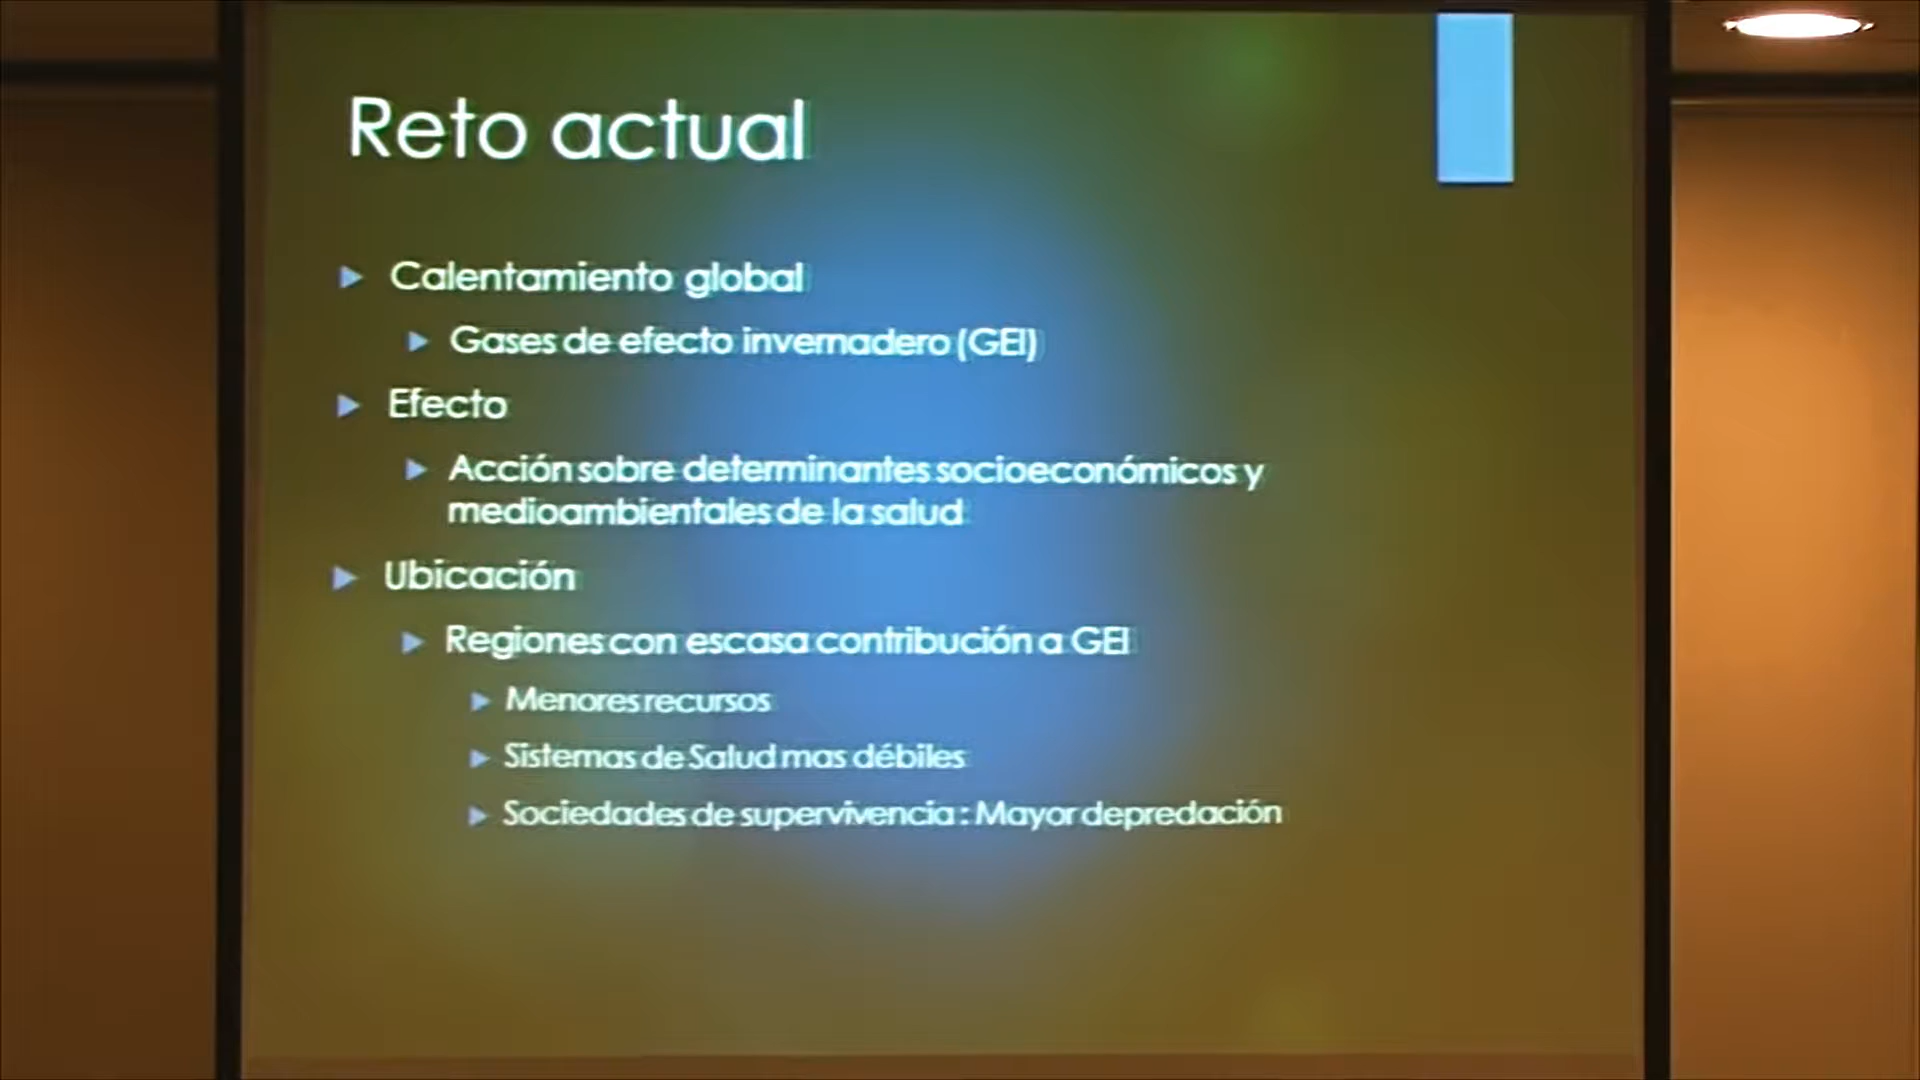 Reto actual
Calentamiento global
Gases de efecto invernadero (GEI)
Efecto
Acción sobre determinantes socioeconómicos y
medioambientales de la salud
Ubicación
Regiones con escasa contribución a GEI
Menores recursos
Sistemas de Salud mas débiles
Sociedades de supervivencia : Mayor depredación